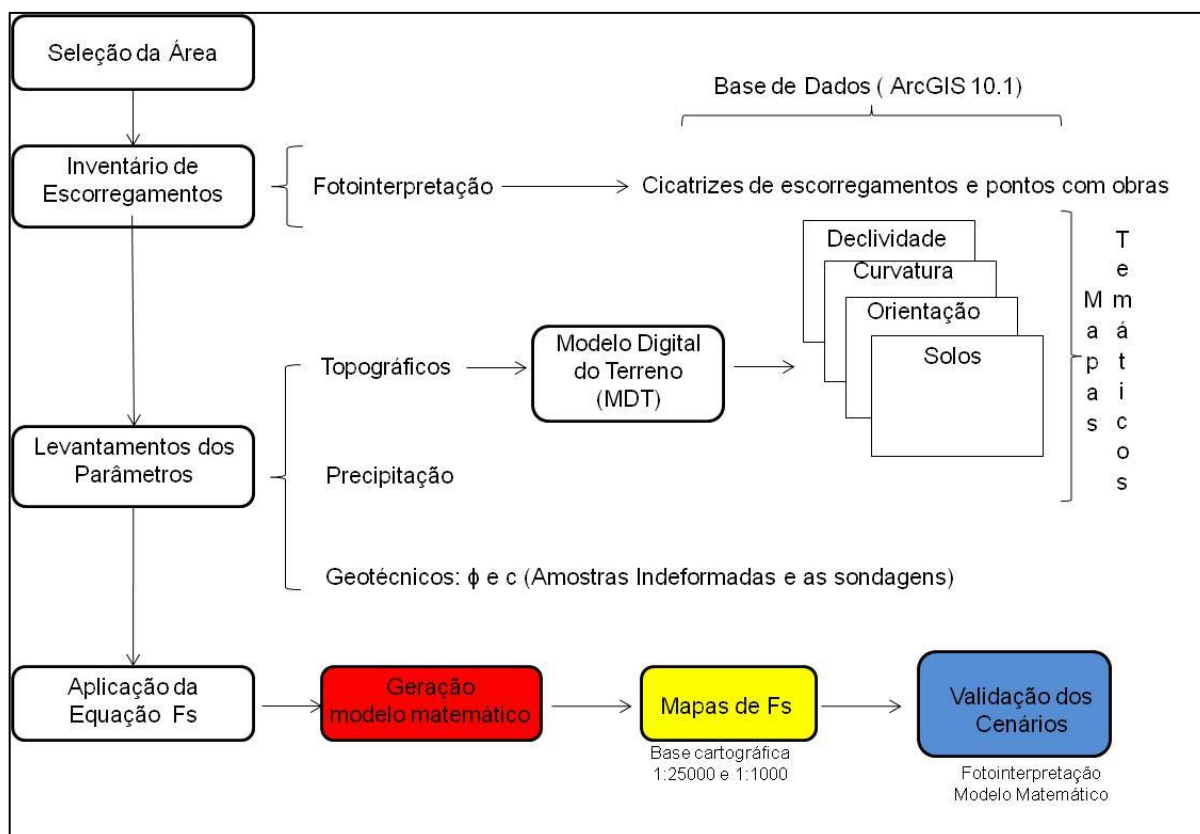 Seleção da Área
Base de Dados ( ArcGIS 10.1)
Inventário de
Escorregamentos
Fotointerpretação
Cicatrizes de escorregamentos e pontos com obras
Declividade
Curvatura
Orientação
Solos
Mapas
Temáticos
Topográficos
Modelo Digital
do Terreno
(MDT)
Levantamentos dos
Parâmetros
Precipitação
Geotécnicos: ϕ e c (Amostras Indeformadas e as sondagens)
Aplicação da
Equação Fs
Geração
modelo matemático
Mapas de Fs
Base cartográfica
1:25000 e 1:1000
Validação dos
Cenários
Fotointerpretação
Modelo Matemático